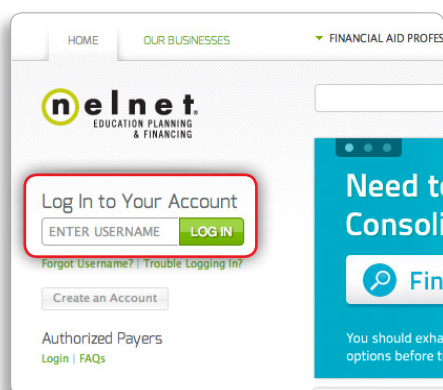 HOME OUR BUSINESSES FINANCIAL AID
nelnet.
EDUCATION PLANNING
& FINANCING
Need
Log In to Your Account
ENTER USERNAME LOG IN
Forgot Username? | Trouble Logging In?
Create an Account
Authorized Payers
Login | FAQs
You should
options before